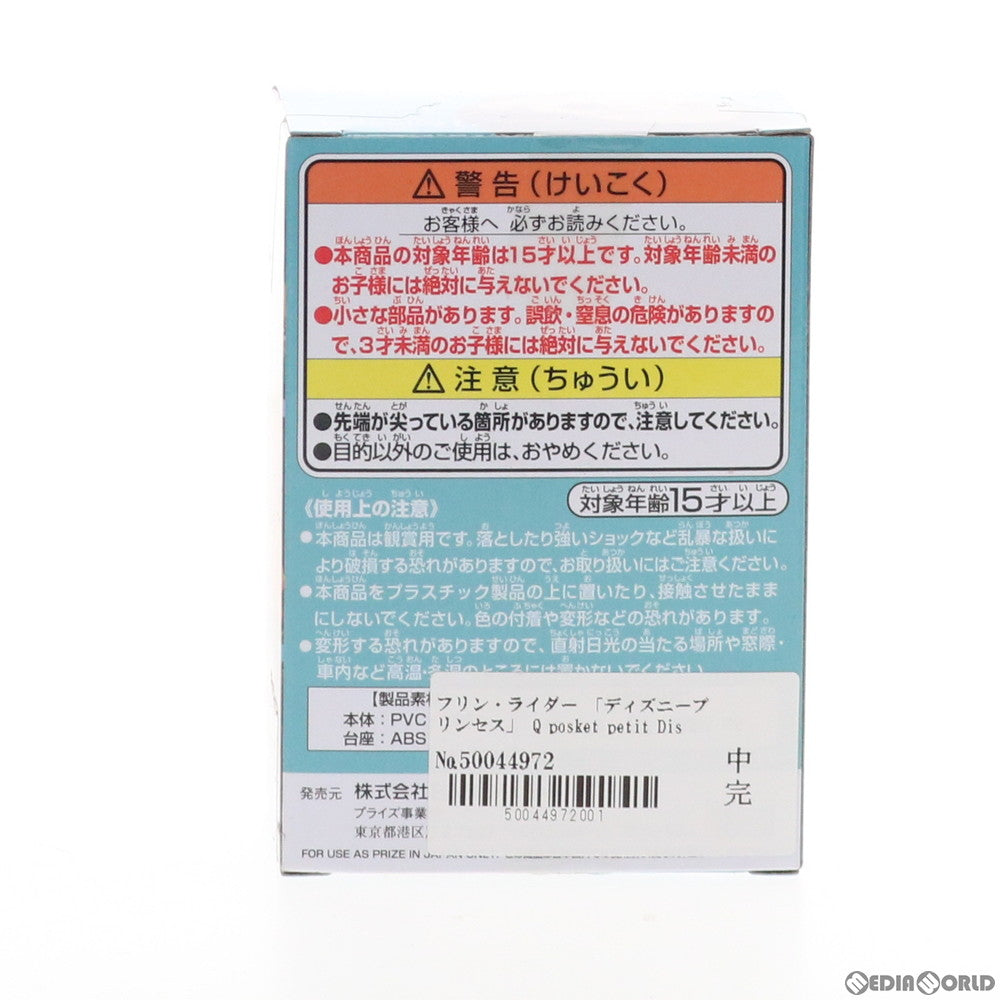 ⚠警告(けいこく)
お客様へ 必ずお読みください。
●本商品の対象年齢は15才以上です。対象年齢未満の
お子様には絶対に与えないでください。
●小さな部品があります。誤飲・窒息の危険がありますの
で、3才未満のお子様には絶対に与えないでください。
⚠注意(ちゅうい)
●先端が尖っている箇所がありますので、注意してください。
●目的以外のご使用は、おやめください。
対象年齢15才以上
《使用上の注意》
●本商品は観賞用です。落としたり強いショックなど乱暴な扱いに
より破損する恐れがありますので、お取り扱いにはご注意ください。
●本商品をプラスチック製品の上に置いたり、接触させたまま
にしないでください。色の付着や変形などの恐れがあります。
●変形する恐れがありますので、直射日光の当たる場所や窓際・
車内など高温・多湿のところには置かないでください
【製品素材
本体:PVC
台座:ABS
フリン・ライダー 「ディズニープ
リンセス」 Q posket petit Dis
No.50044972
中
完
50044972001
発売元 株式会社
プライズ事業
東京都港区
FOR USE AS PRIZE IN JAPAN ONLY.
MEDIAWORLD